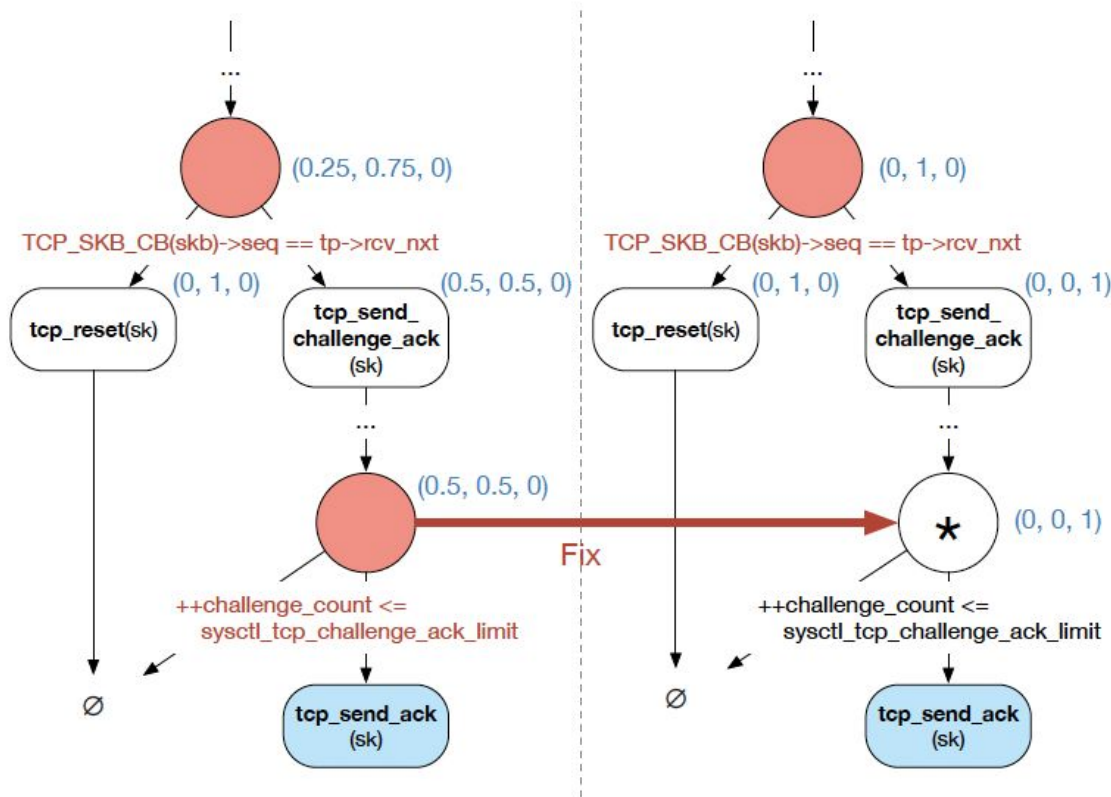 ...
(0.25, 0.75, 0)
TCP_SKB_CB(skb)->seq == tp->rcv_nxt
(0, 1, 0)
(0.5, 0.5, 0)
tcp_reset(sk)
tcp_send_
challenge_ack
(sk)
...
(0.5, 0.5, 0)
++challenge_count <=
sysctl_tcp_challenge_ack_limit
∅
tcp_send_ack
(sk)
Fix
...
(0, 1, 0)
TCP_SKB_CB(skb)->seq == tp->rcv_nxt
(0, 1, 0)
(0, 0, 1)
tcp_reset(sk)
tcp_send_
challenge_ack
(sk)
...
*
(0, 0, 1)
++challenge_count <=
sysctl_tcp_challenge_ack_limit
∅
tcp_send_ack
(sk)